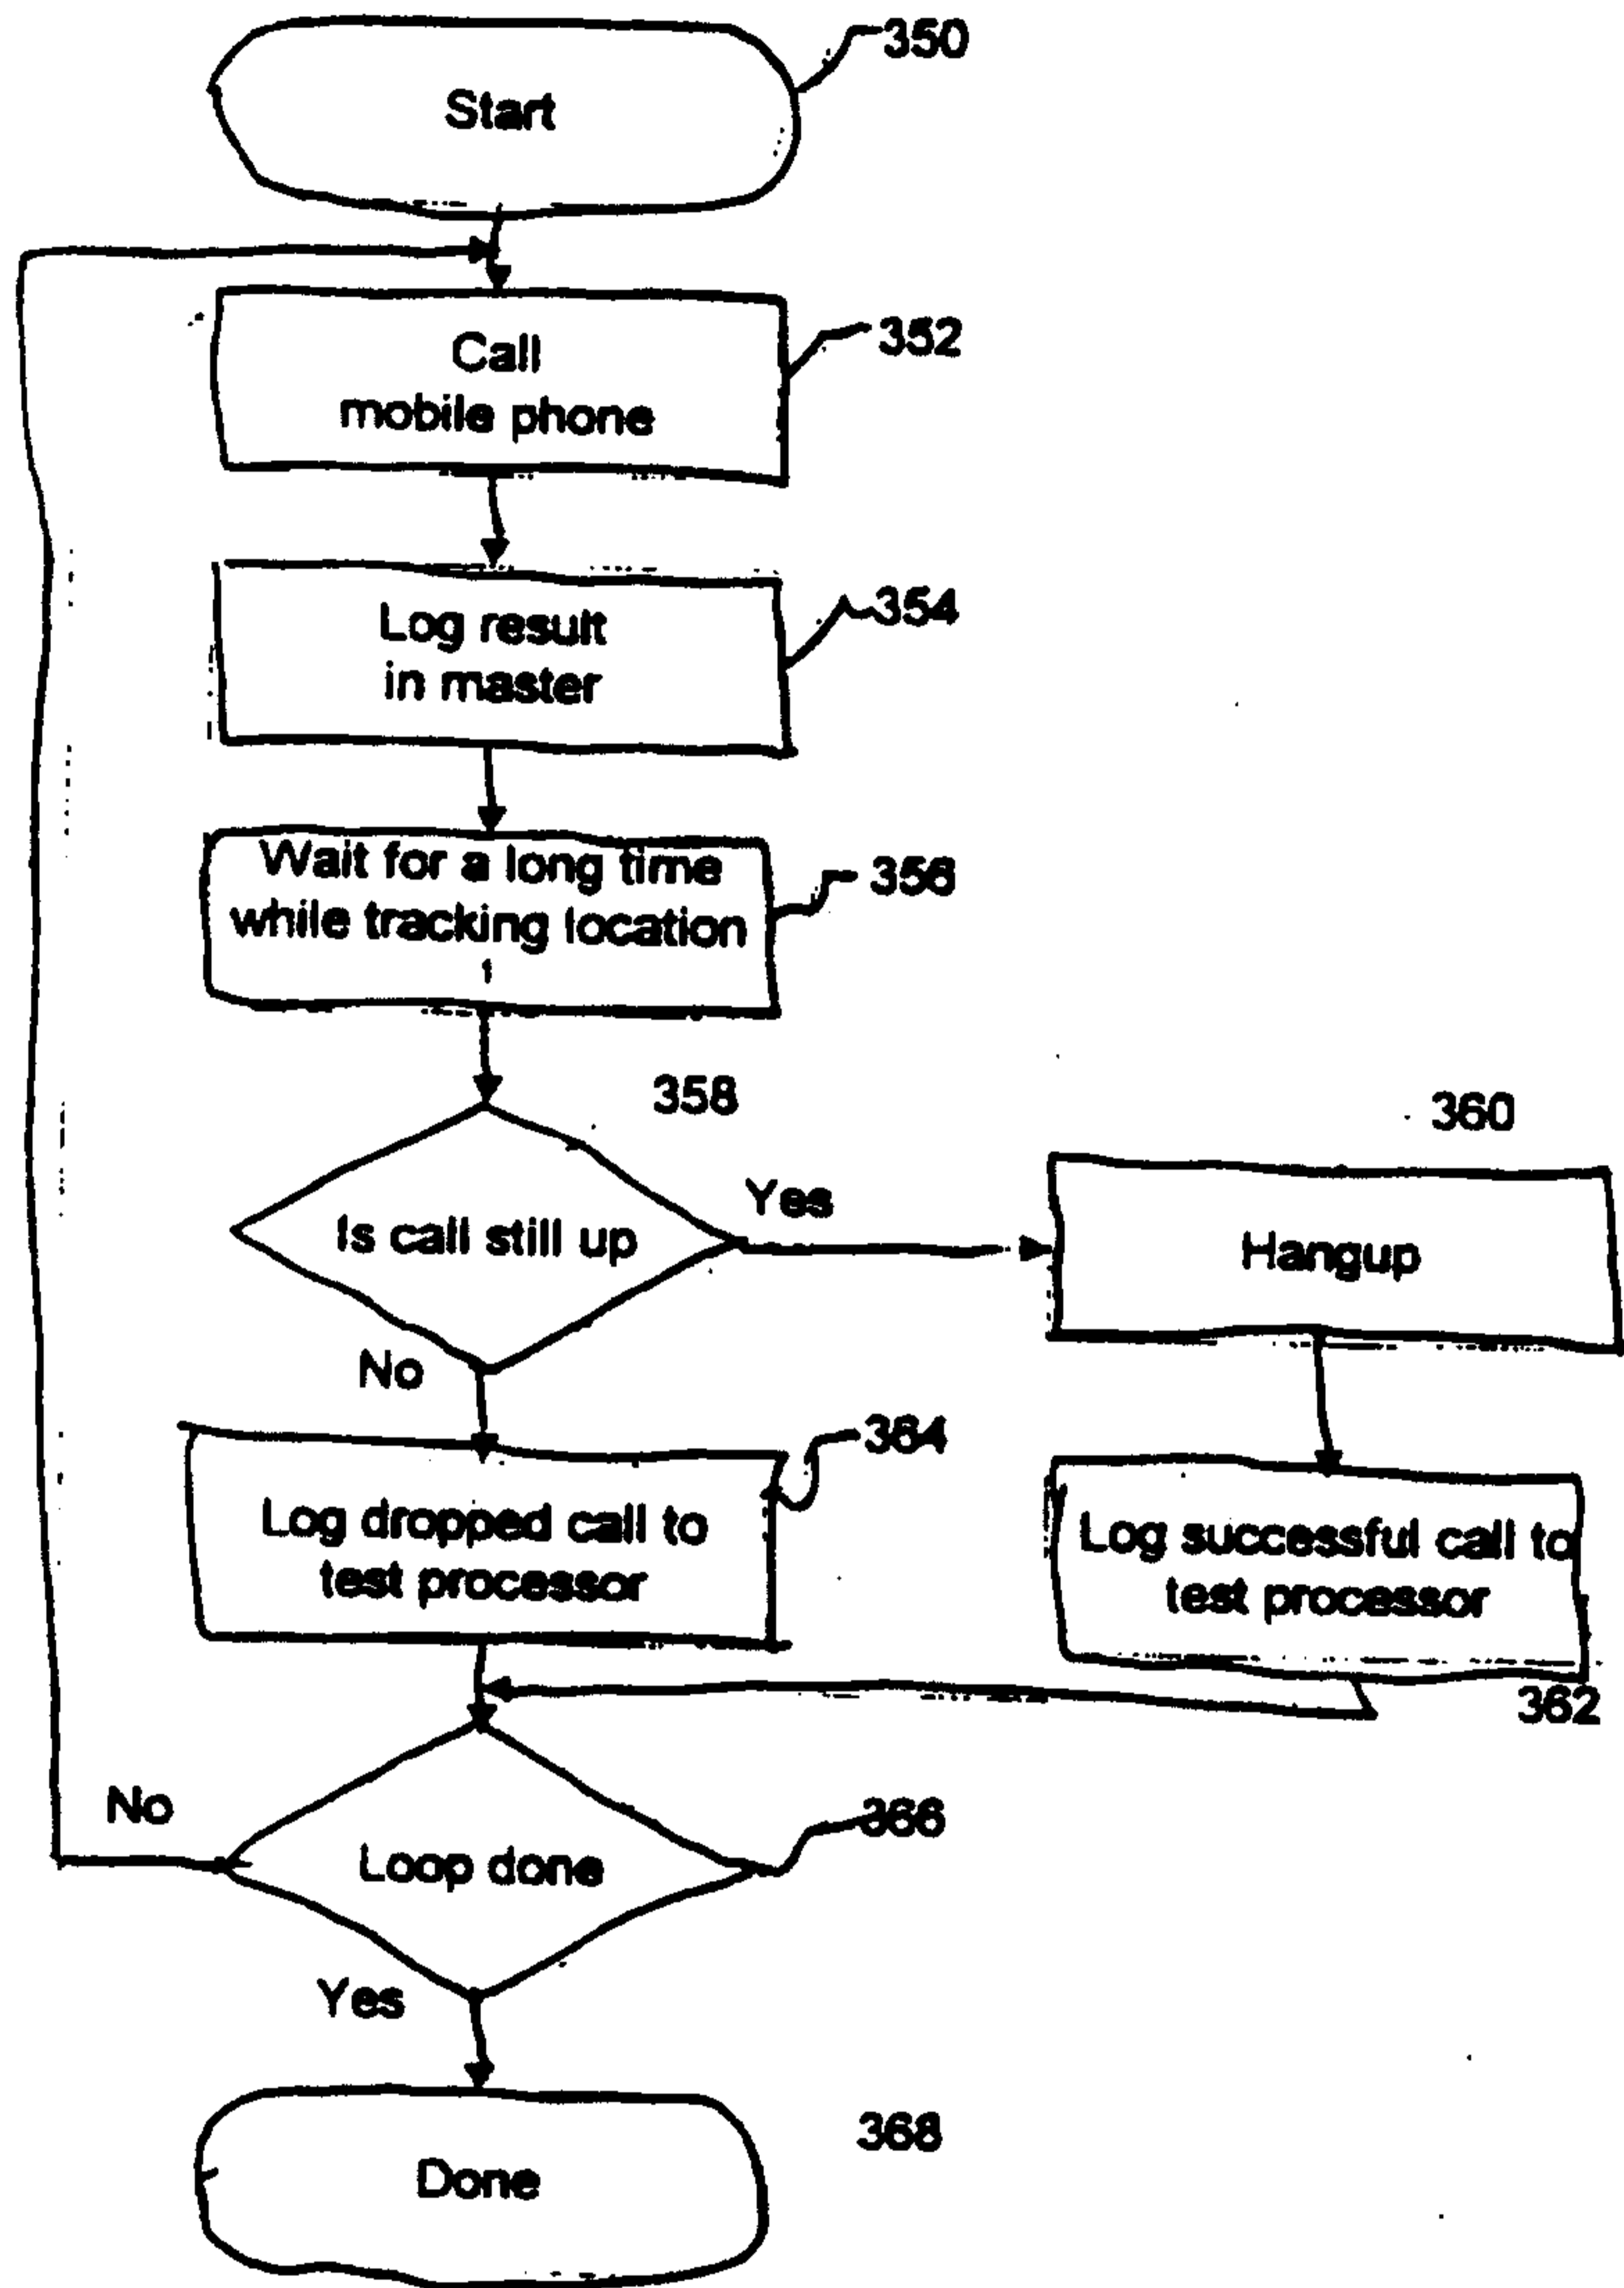 350
Start
352
Call
mobile phone
354
Log result
in master
356
Wait for a long time
while tracking location
358
Is call still up
Yes
360
Hangup
No
364
Log dropped call to
test processor
Log successful call to
test processor
362
No
366
Loop done
Yes
368
Done